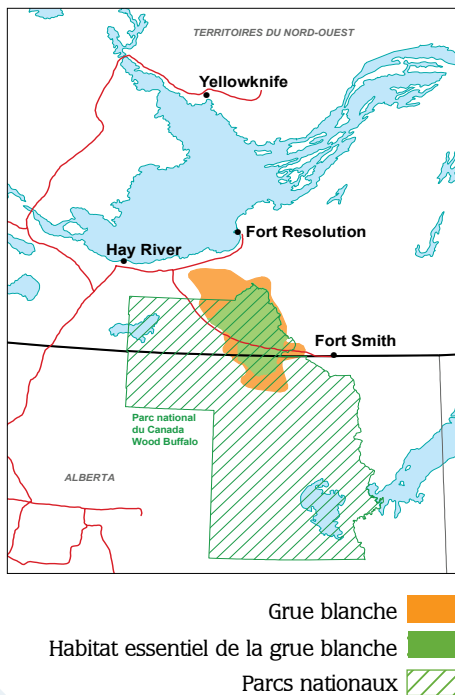 TERRITOIRES DU NORD-OUEST
Yellowknife
Fort Resolution
Hay River
Fort Smith
Parc national
du Canada
Wood Buffalo
ALBERTA
Grue blanche
Habitat essentiel de la grue blanche
Parcs nationaux